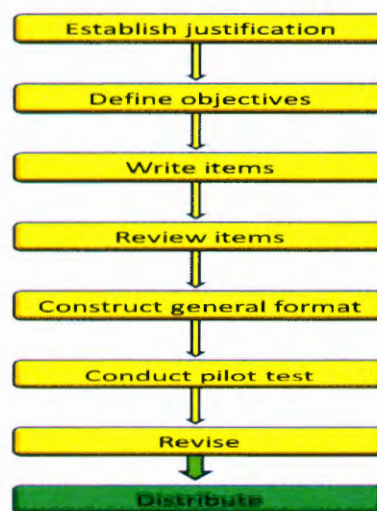 Establish justification
Define objectives
Write items
Review items
Construct general format
Conduct pilot test
Revise
Distribute